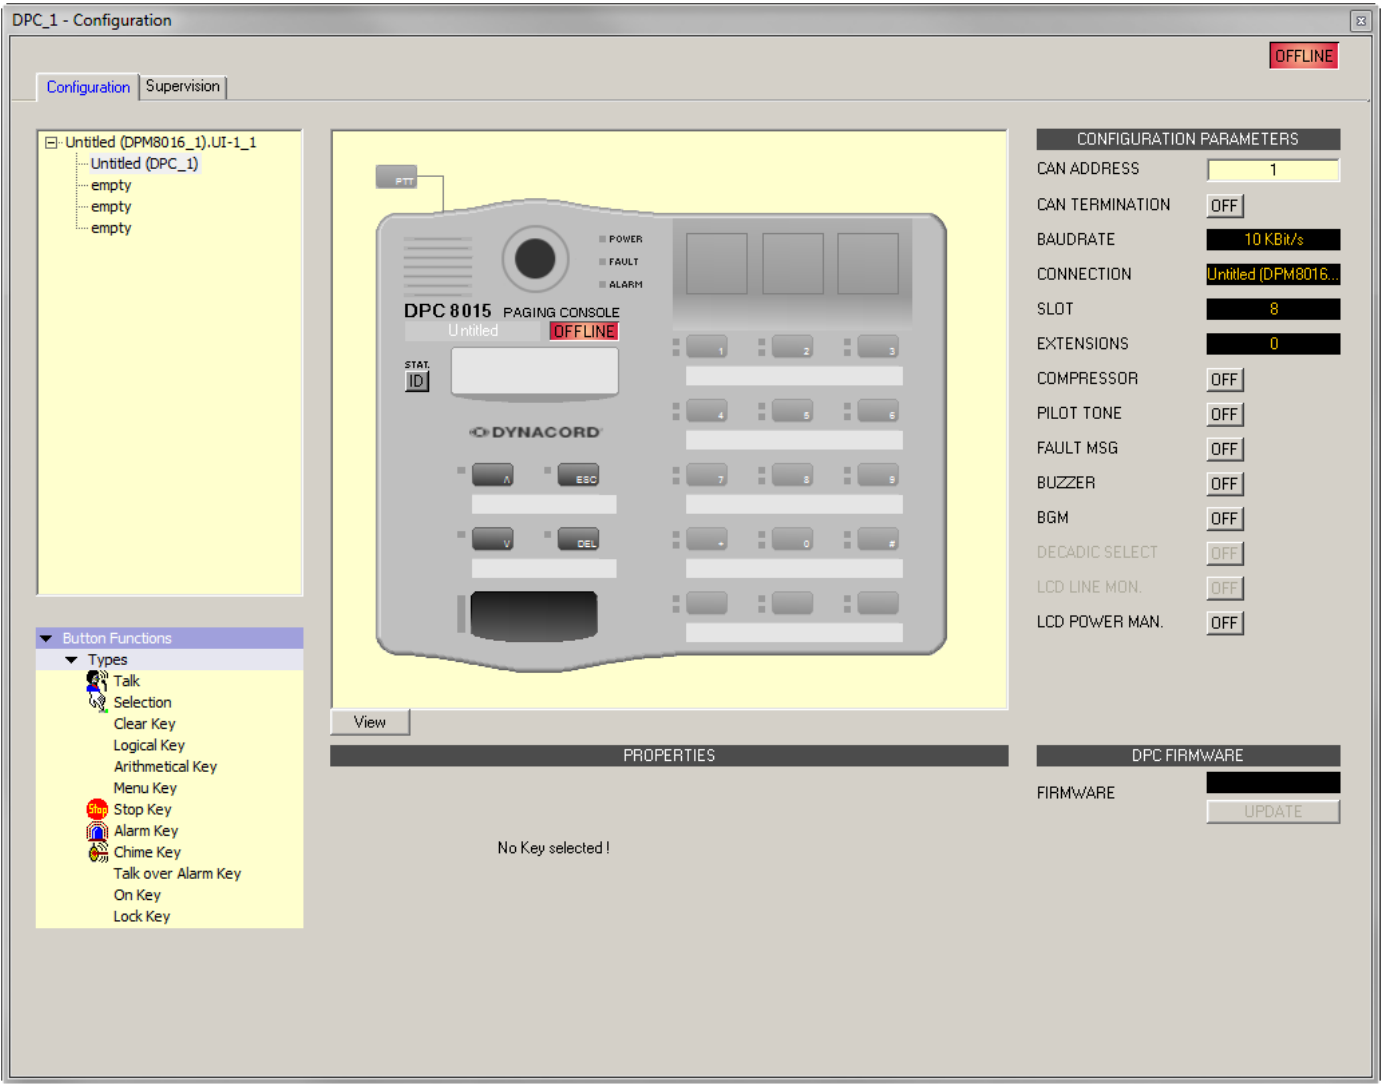 DPC_1 - Configuration
OFFLINE
Configuration
Supervision
Untitled (DPM8016_1).UI-1_1
Untitled (DPC_1)
empty
empty
empty
Button Functions
Types
Talk
Selection
Clear Key
Logical Key
Arithmetical Key
Menu Key
Stop
Stop Key
Alarm Key
Chime Key
Talk over Alarm Key
On Key
Lock Key
PTT
POWER
FAULT
ALARM
DPC 8015 PAGING CONSOLE
Untitled
OFFLINE
STAT.
ID
DYNACORD
Λ
ESC
V
DEL
1
2
3
4
5
6
7
8
9
0
#
View
PROPERTIES
No Key selected !
CONFIGURATION PARAMETERS
CAN ADDRESS 1
CAN TERMINATION OFF
BAUDRATE 10 KBit/s
CONNECTION Untitled (DPM8016...
SLOT 8
EXTENSIONS 0
COMPRESSOR OFF
PILOT TONE OFF
FAULT MSG OFF
BUZZER OFF
BGM OFF
DECADIC SELECT OFF
LCD LINE MON. OFF
LCD POWER MAN. OFF
DPC FIRMWARE
FIRMWARE
UPDATE